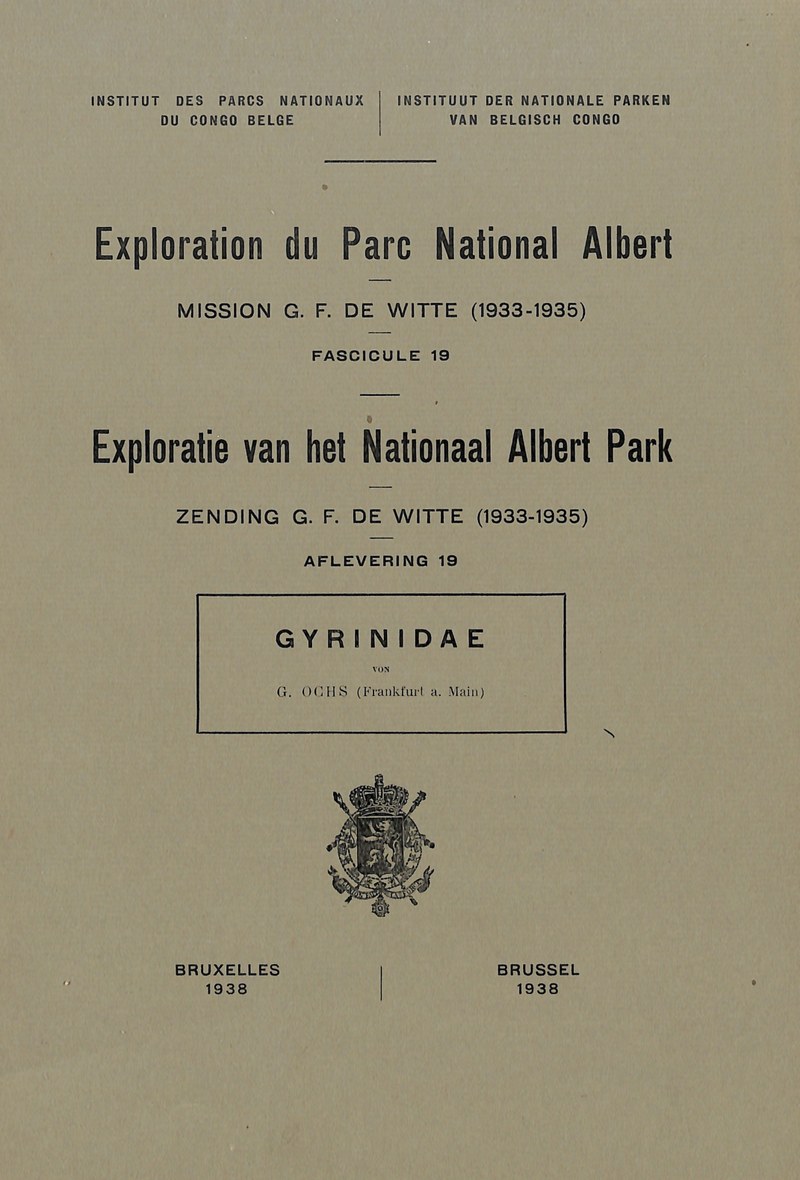 INSTITUT DES PARCS NATIONAUX
DU CONGO BELGE
INSTITUUT DER NATIONALE PARKEN
VAN BELGISCH CONGO
Exploration du Parc National Albert
MISSION G. F. DE WITTE (1933-1935)
FASCICULE 19
Exploratie van het Nationaal Albert Park
ZENDING G. F. DE WITTE (1933-1935)
AFLEVERING 19
GYRINIDAE
VON
G. OCHS (Frankfurt a. Main)
BRUXELLES
1938
BRUSSEL
1938